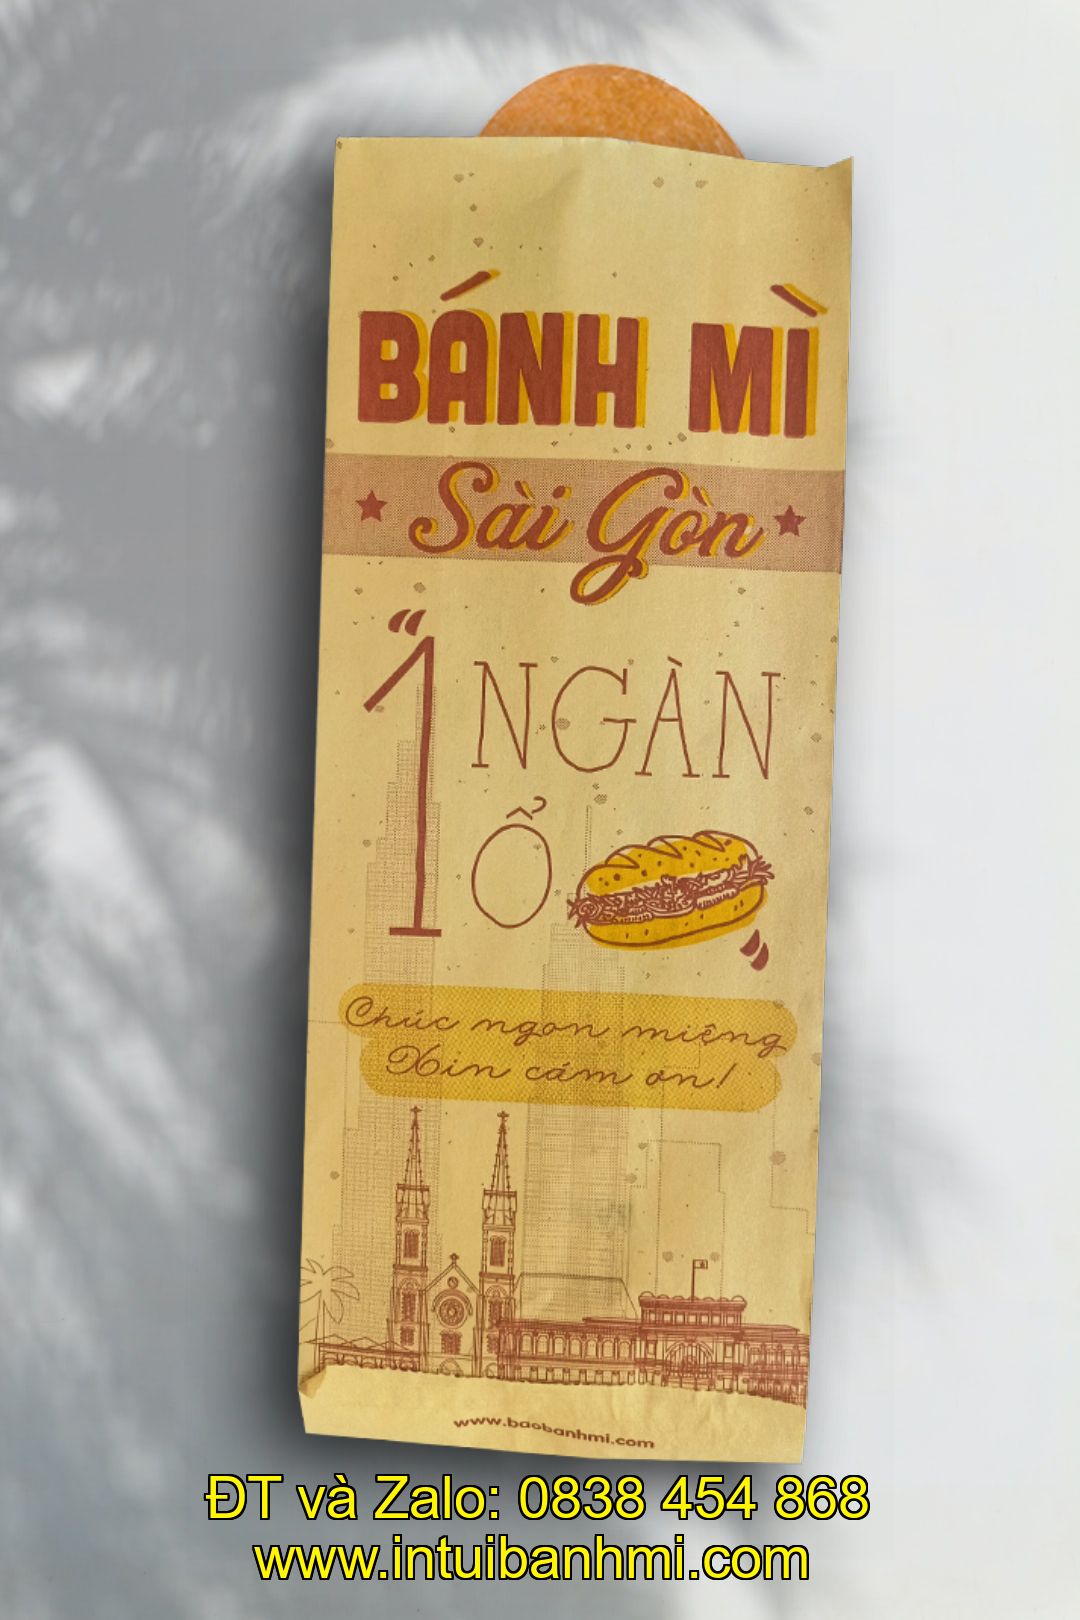 BÁNH MÌ
Sài Gòn
"1 NGÀN
Ổ "
Chúc ngon miệng
Xin cám ơn!
www.baobanhmi.com
ĐT và Zalo: 0838 454 868
www.intuibanhmi.com